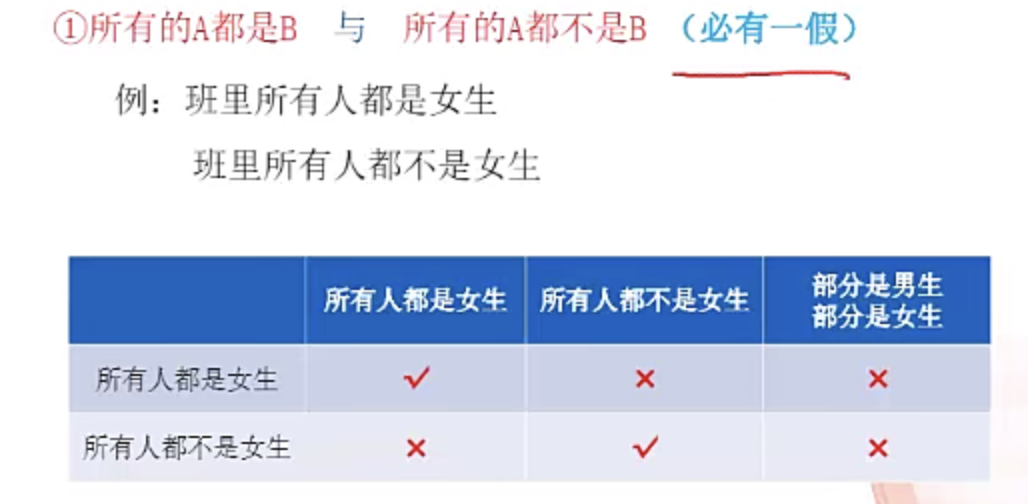 ①所有的A都是B 与 所有的A都不是B （必有一假）
例：班里所有人都是女生
班里所有人都不是女生
所有人都是女生 所有人都不是女生 部分是男生
部分是女生
所有人都是女生 ✓ × ×
所有人都不是女生 × ✓ ×